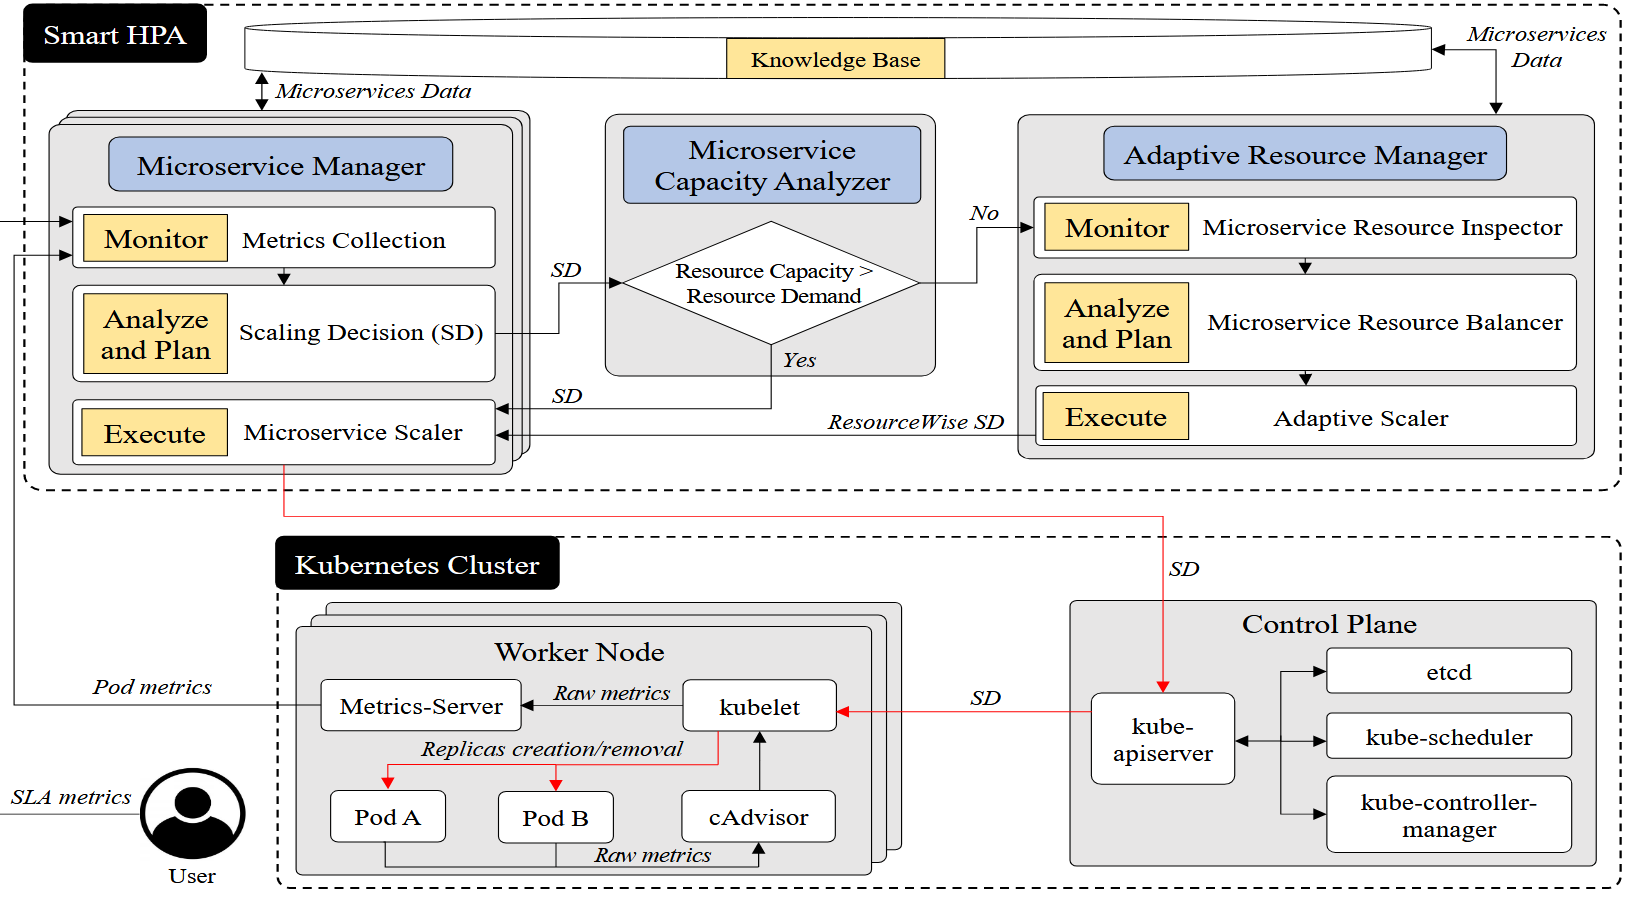 Smart HPA
Knowledge Base
Microservices
Data
Microservices Data
Microservice Manager
Monitor
Metrics Collection
Analyze
and Plan
Scaling Decision (SD)
Execute
Microservice Scaler
SD
Microservice
Capacity Analyzer
Resource Capacity >
Resource Demand
No
Yes
SD
ResourceWise SD
Adaptive Resource Manager
Monitor
Microservice Resource Inspector
Analyze
and Plan
Microservice Resource Balancer
Execute
Adaptive Scaler
Kubernetes Cluster
SD
Worker Node
Pod metrics
Metrics-Server
Raw metrics
kubelet
SD
Replicas creation/removal
Pod A
Pod B
cAdvisor
Raw metrics
Control Plane
kube-
apiserver
etcd
kube-scheduler
kube-controller-
manager
SLA metrics
User